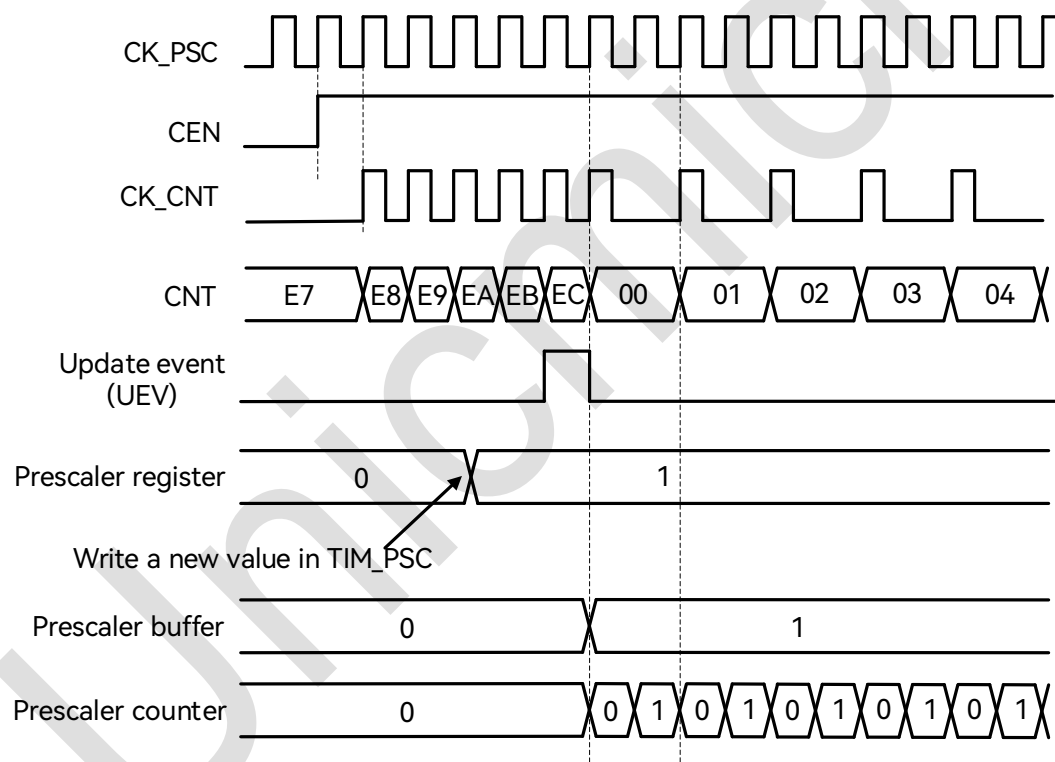 CK_PSC
CEN
CK_CNT
CNT E7 E8 E9 EA EB EC 00 01 02 03 04
Update event
(UEV)
Prescaler register 0 1
Write a new value in TIM_PSC
Prescaler buffer 0 1
Prescaler counter 0 0 1 0 1 0 1 0 1 0 1
Unicmicr